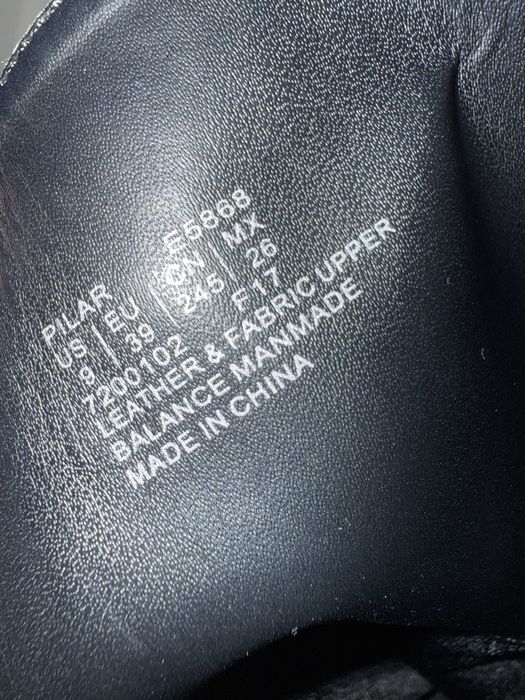 PILAR E5868
US | EU | CN | MX
9 | 39 | 245 | 26
7200102 F17
LEATHER & FABRIC UPPER
BALANCE MANMADE
MADE IN CHINA